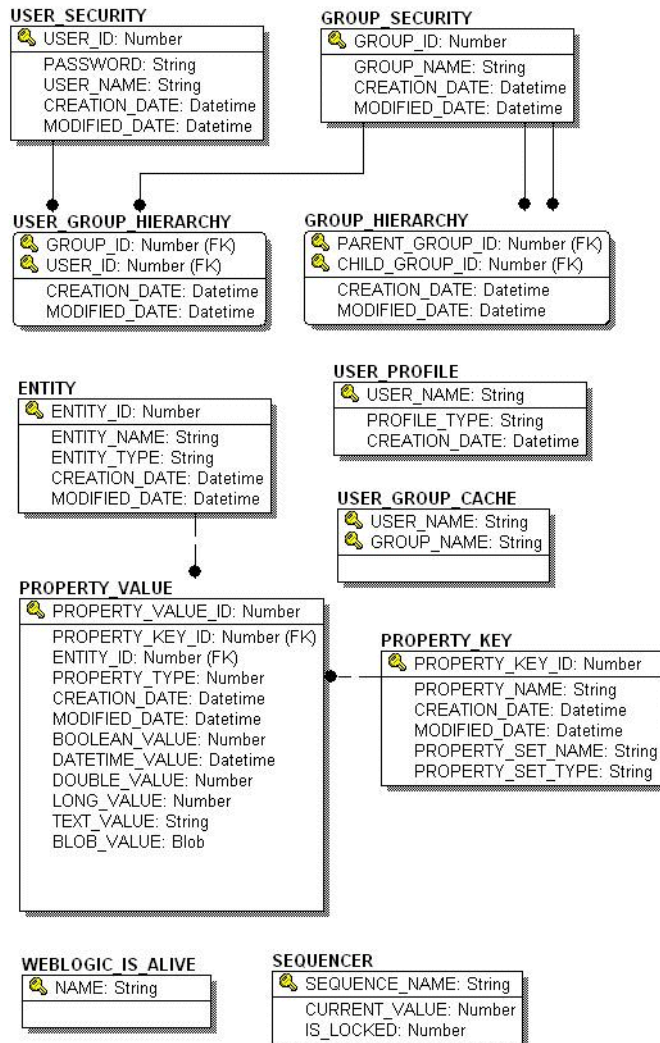 USER_SECURITY
USER_ID: Number
PASSWORD: String
USER_NAME: String
CREATION_DATE: Datetime
MODIFIED_DATE: Datetime
GROUP_SECURITY
GROUP_ID: Number
GROUP_NAME: String
CREATION_DATE: Datetime
MODIFIED_DATE: Datetime
USER_GROUP_HIERARCHY
GROUP_ID: Number (FK)
USER_ID: Number (FK)
CREATION_DATE: Datetime
MODIFIED_DATE: Datetime
GROUP_HIERARCHY
PARENT_GROUP_ID: Number (FK)
CHILD_GROUP_ID: Number (FK)
CREATION_DATE: Datetime
MODIFIED_DATE: Datetime
ENTITY
ENTITY_ID: Number
ENTITY_NAME: String
ENTITY_TYPE: String
CREATION_DATE: Datetime
MODIFIED_DATE: Datetime
USER_PROFILE
USER_NAME: String
PROFILE_TYPE: String
CREATION_DATE: Datetime
USER_GROUP_CACHE
USER_NAME: String
GROUP_NAME: String
PROPERTY_VALUE
PROPERTY_VALUE_ID: Number
PROPERTY_KEY_ID: Number (FK)
ENTITY_ID: Number (FK)
PROPERTY_TYPE: Number
CREATION_DATE: Datetime
MODIFIED_DATE: Datetime
BOOLEAN_VALUE: Number
DATETIME_VALUE: Datetime
DOUBLE_VALUE: Number
LONG_VALUE: Number
TEXT_VALUE: String
BLOB_VALUE: Blob
PROPERTY_KEY
PROPERTY_KEY_ID: Number
PROPERTY_NAME: String
CREATION_DATE: Datetime
MODIFIED_DATE: Datetime
PROPERTY_SET_NAME: String
PROPERTY_SET_TYPE: String
WEBLOGIC_IS_ALIVE
NAME: String
SEQUENCER
SEQUENCE_NAME: String
CURRENT_VALUE: Number
IS_LOCKED: Number